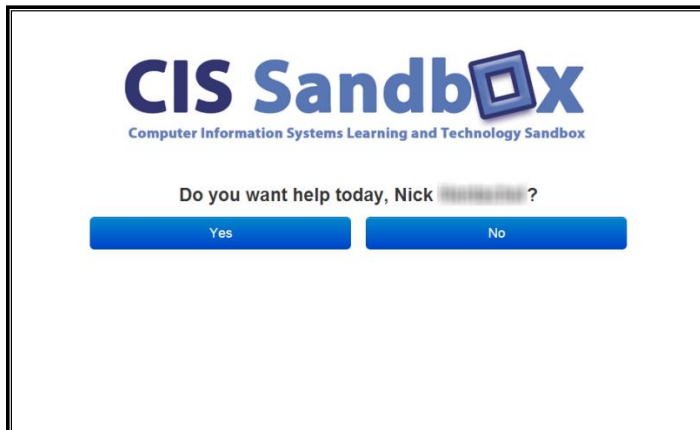 CIS Sandbox
Computer Information Systems Learning and Technology Sandbox
Do you want help today, Nick ?
Yes No